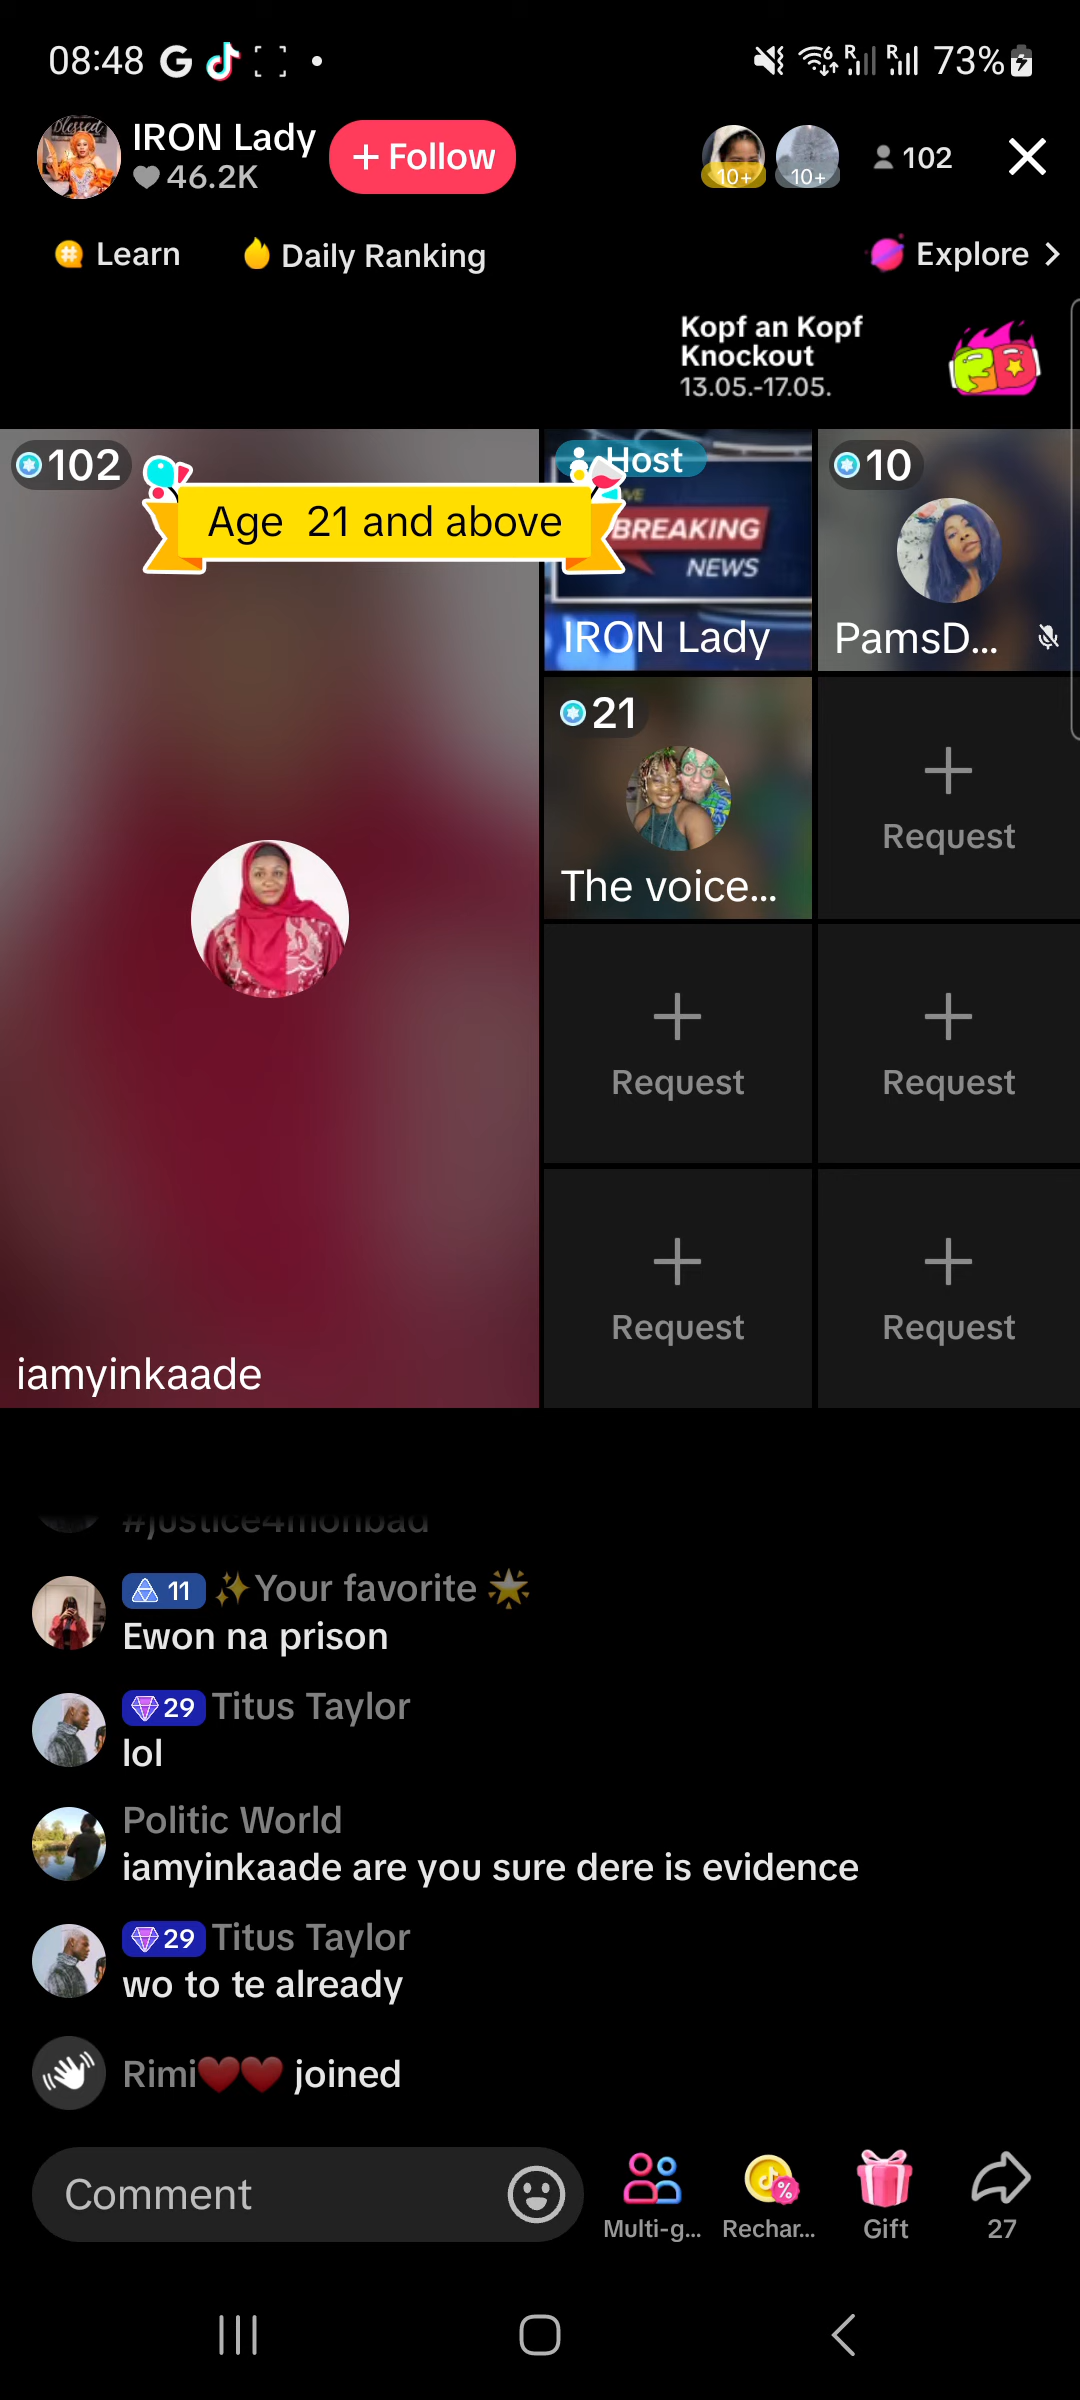 08:48
73%
Blessed
IRON Lady
46.2K
+ Follow
10+
10+
102
Learn
Daily Ranking
Explore
Kopf an Kopf
Knockout
13.05.-17.05.
102
Age 21 and above
Host
BREAKING
NEWS
IRON Lady
10
PamsD...
21
The voice...
Request
Request
Request
Request
Request
iamyinkaade
#justice4mohbad
11 ✨Your favorite 🌟
Ewon na prison
29 Titus Taylor
lol
Politic World
iamyinkaade are you sure dere is evidence
29 Titus Taylor
wo to te already
Rimi❤❤ joined
Comment
Multi-g...
Rechar...
Gift
27